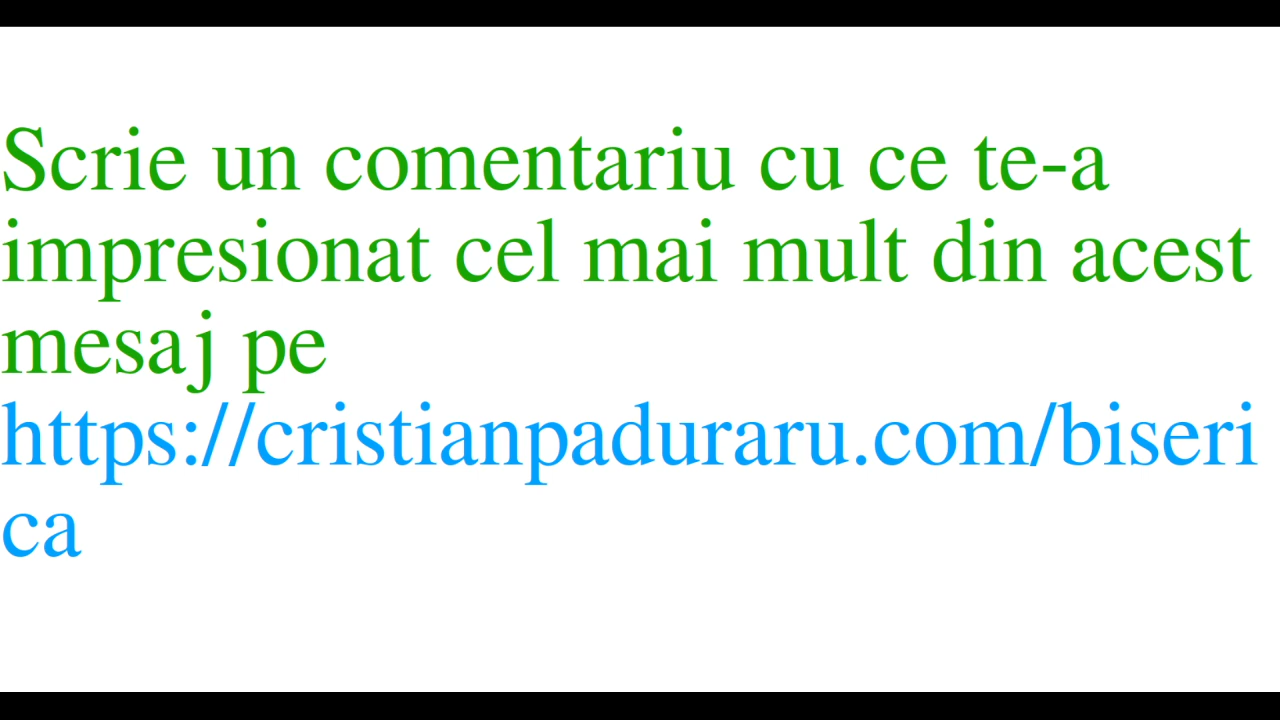 Scrie un comentariu cu ce te-a
impresionat cel mai mult din acest
mesaj pe
https://cristianpaduraru.com/biseri
ca